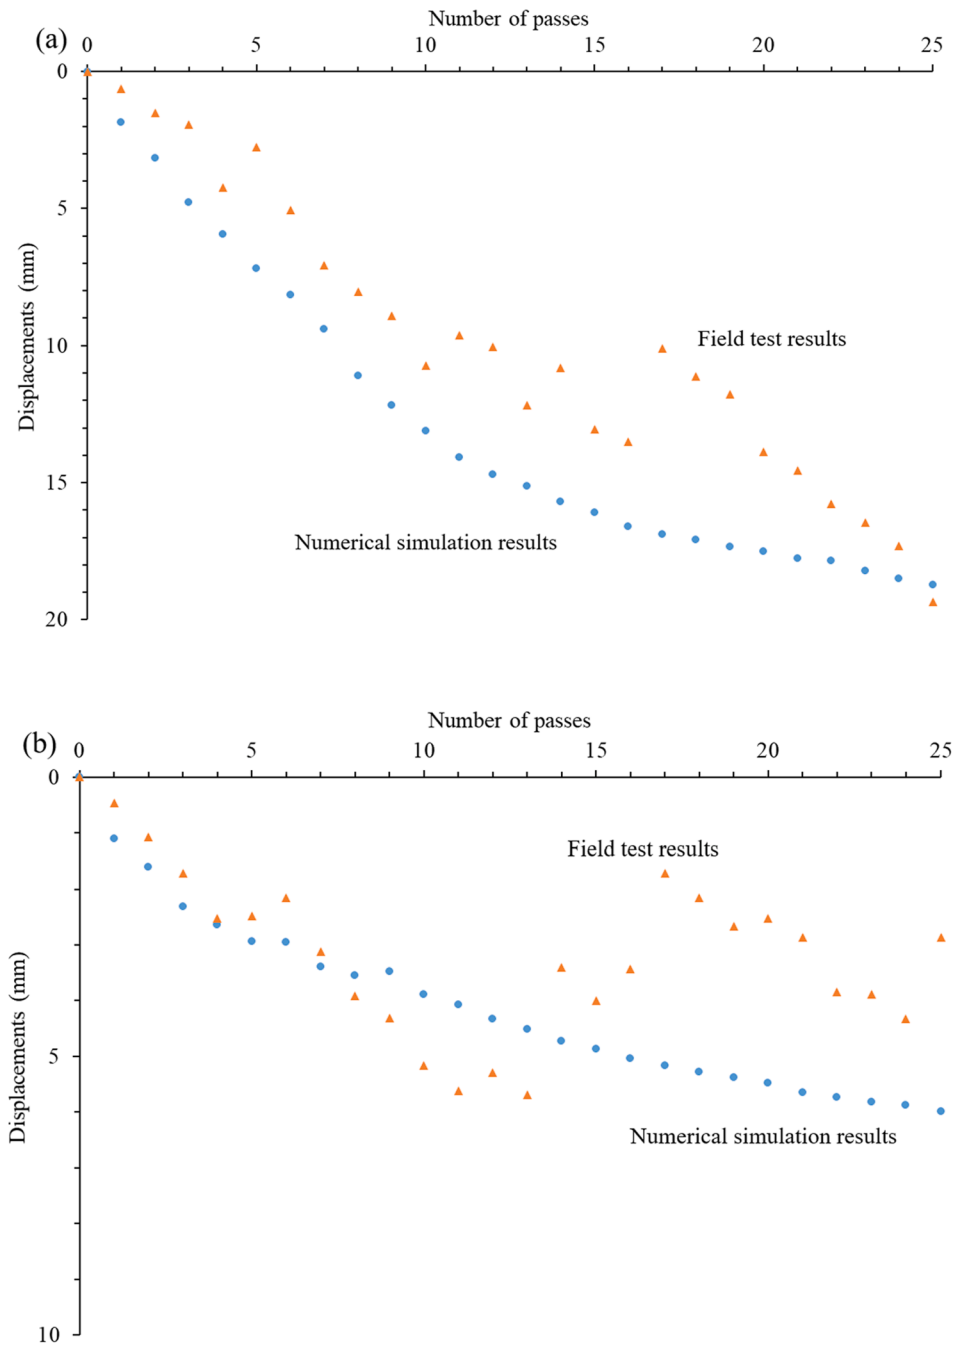 Number of passes
(a)
0 5 10 15 20 25
0
5
10
15
20
Displacements (mm)
Field test results
Numerical simulation results
Number of passes
(b)
0 5 10 15 20 25
0
5
10
Displacements (mm)
Field test results
Numerical simulation results